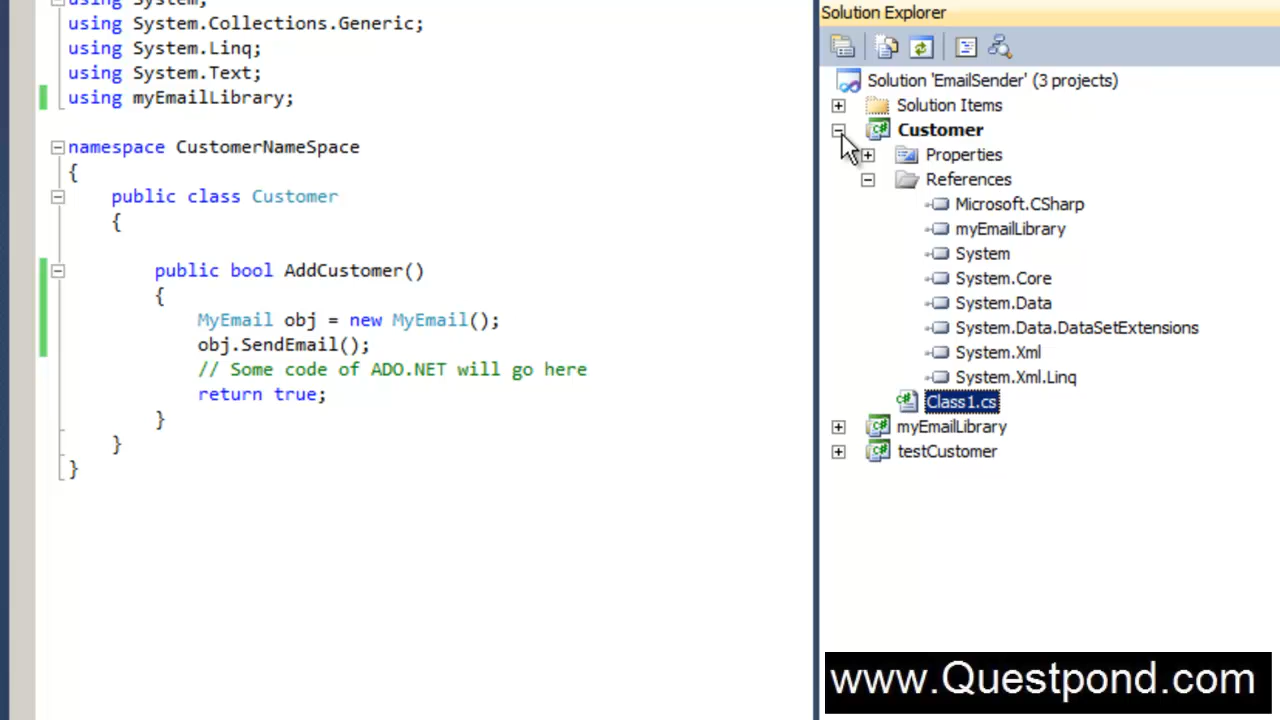 using System;
using System.Collections.Generic;
using System.Linq;
using System.Text;
using myEmailLibrary;
namespace CustomerNameSpace
{
public class Customer
{
public bool AddCustomer()
{
MyEmail obj = new MyEmail();
obj.SendEmail();
// Some code of ADO.NET will go here
return true;
}
}
}
Solution Explorer
Solution 'EmailSender' (3 projects)
Solution Items
Customer
Properties
References
Microsoft.CSharp
myEmailLibrary
System
System.Core
System.Data
System.Data.DataSetExtensions
System.Xml
System.Xml.Linq
Class1.cs
myEmailLibrary
testCustomer
www.Questpond.com